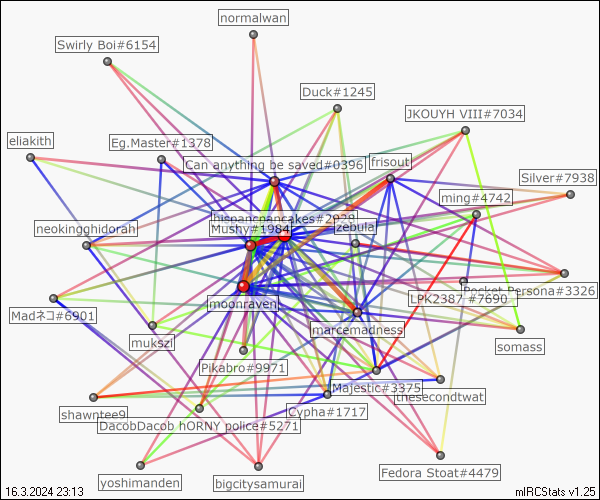 normalwan
Swirly Boi#6154
Duck#1245
JKOUYH VIII#7034
eliakith
Eg.Master#1378
Can anything be saved#0396
frisout
Silver#7938
ming#4742
hispanicpancakes#2929
Mushy#1984
zebula
neokingghidorah
Pocket Persona#3326
LPK2387 #7690
moonraven
Madネコ#6901
marcemadness
mukszi
somass
Pikabro#9971
Majestic#3375
thesecondtwat
shawntee9
Cypha#1717
DacobDacob hORNY police#5271
Fedora Stoat#4479
yoshimanden
bigcitysamurai
16.3.2024 23:13
mIRCStats v1.25